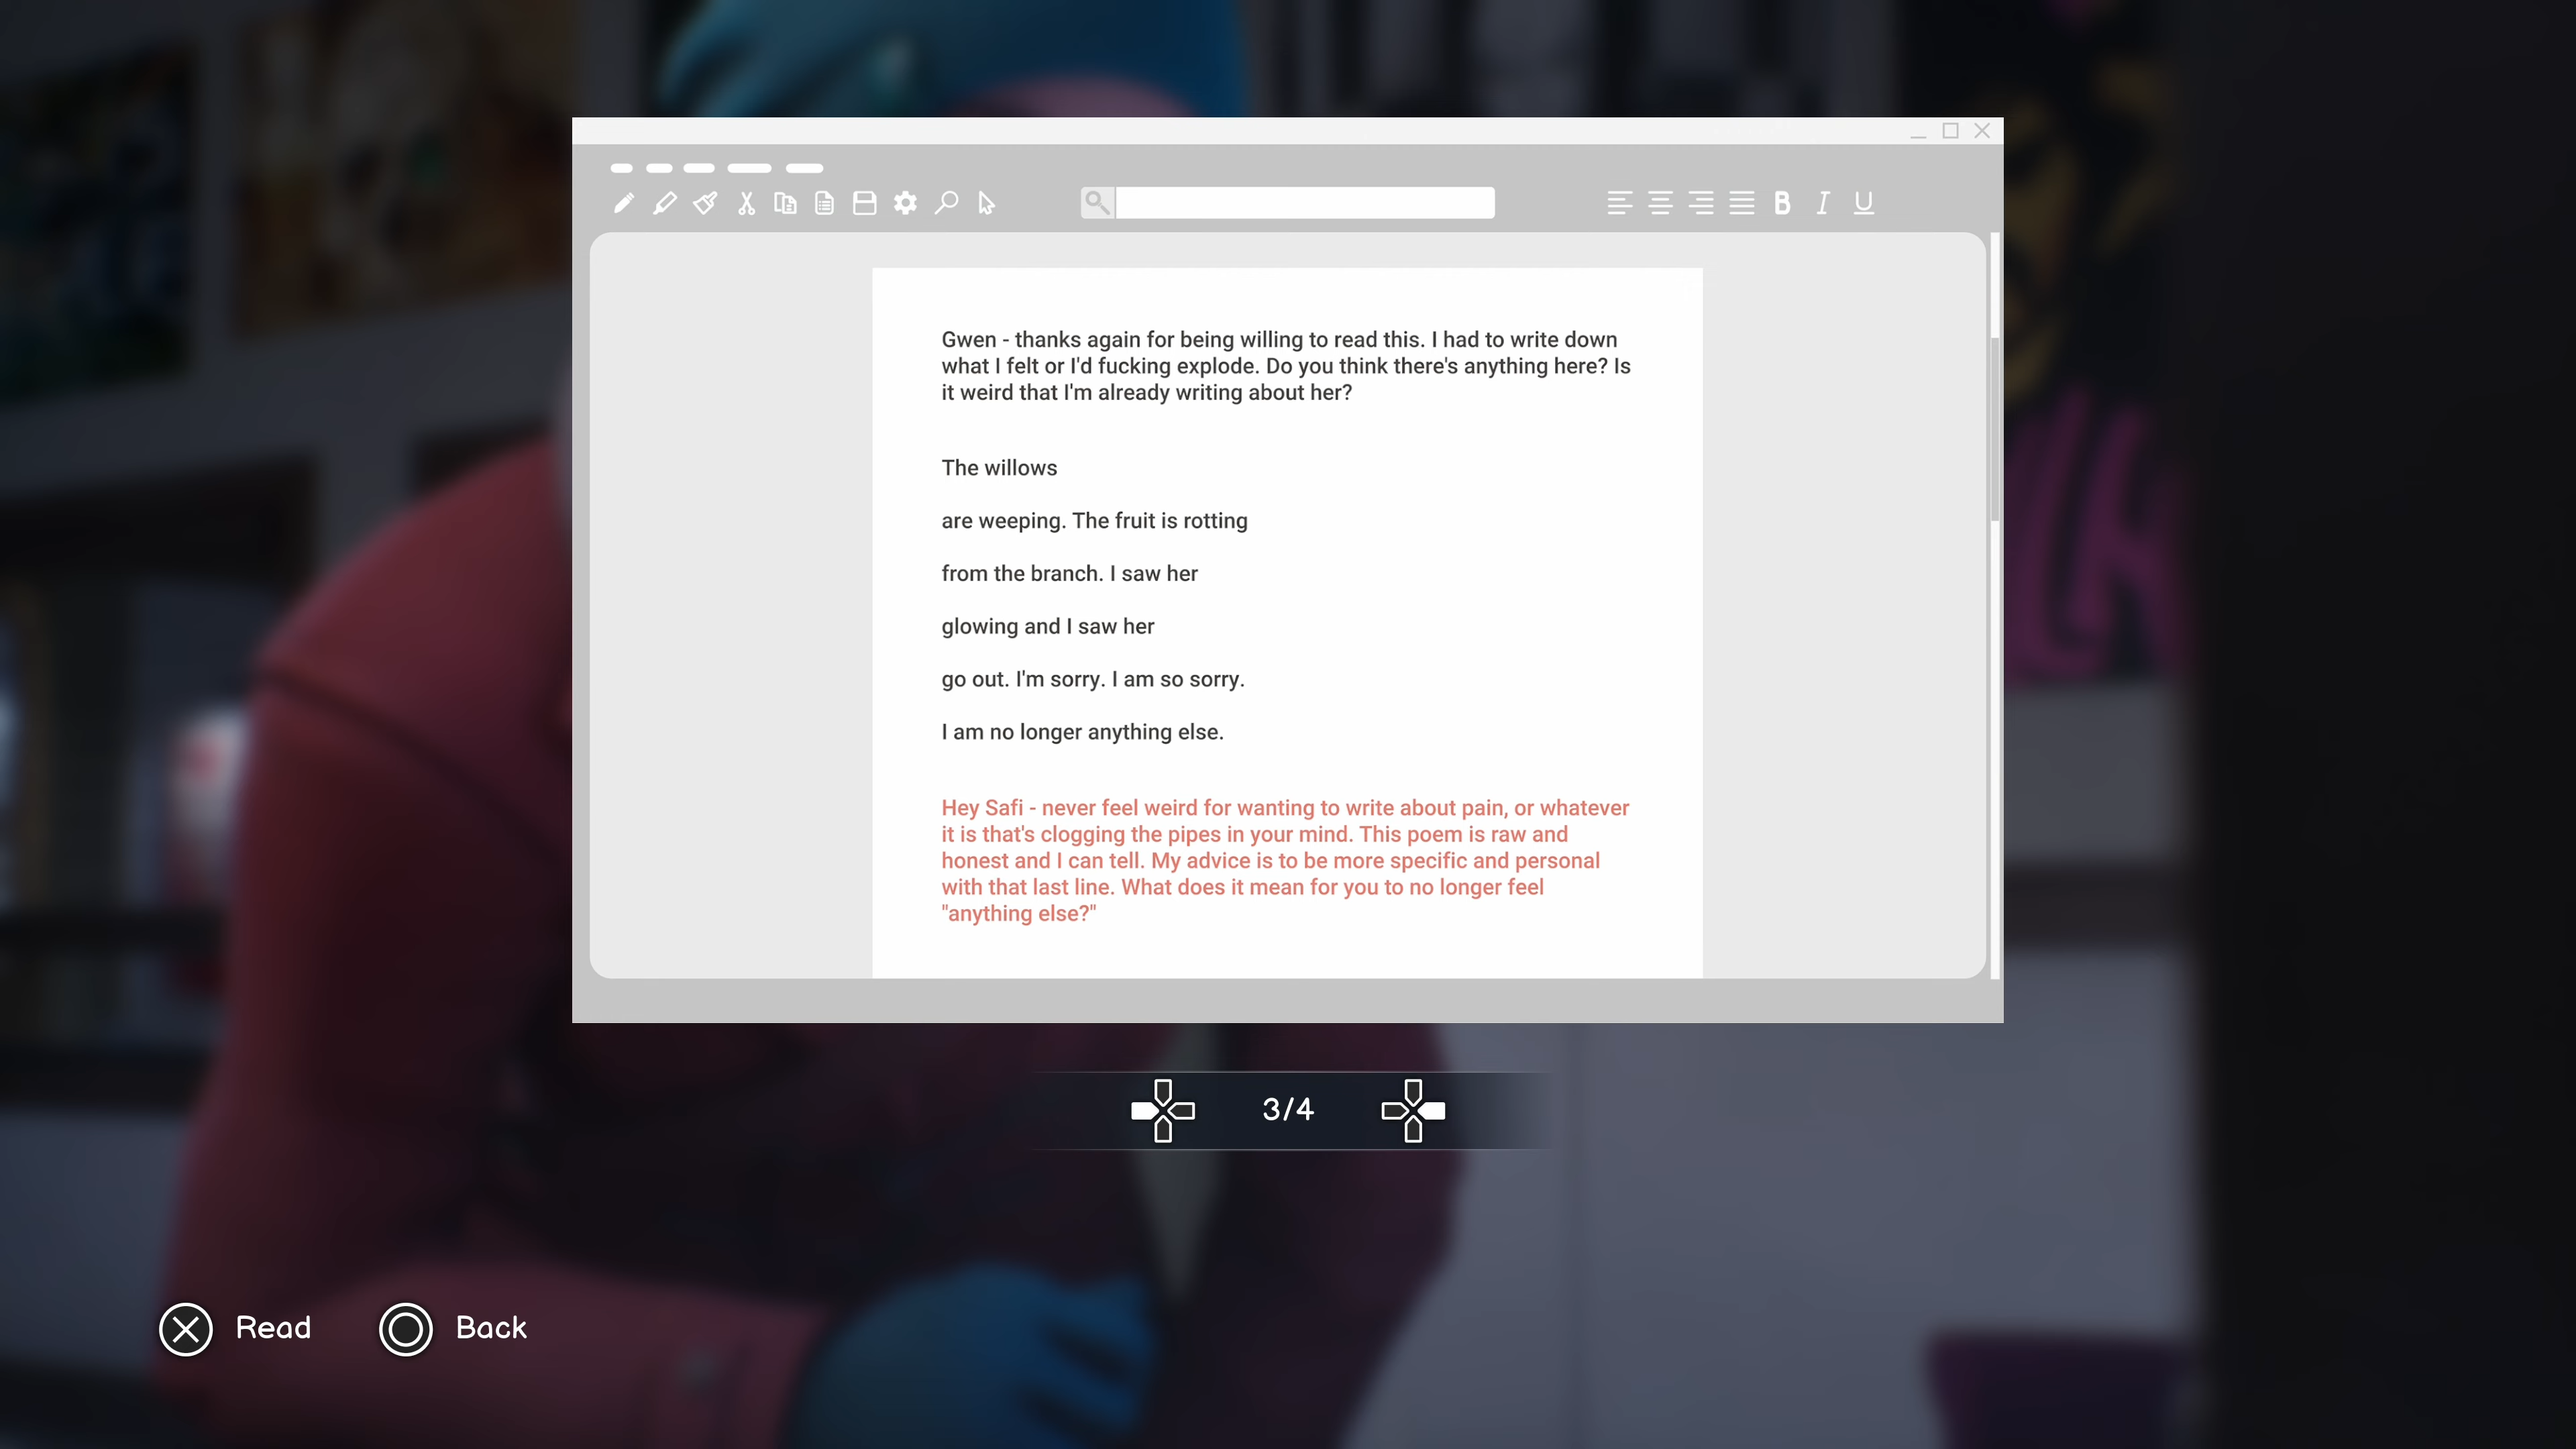 B I U
Gwen - thanks again for being willing to read this. I had to write down
what I felt or I'd fucking explode. Do you think there's anything here? Is
it weird that I'm already writing about her?
The willows
are weeping. The fruit is rotting
from the branch. I saw her
glowing and I saw her
go out. I'm sorry. I am so sorry.
I am no longer anything else.
Hey Safi - never feel weird for wanting to write about pain, or whatever
it is that's clogging the pipes in your mind. This poem is raw and
honest and I can tell. My advice is to be more specific and personal
with that last line. What does it mean for you to no longer feel
"anything else?"
3/4
Read Back